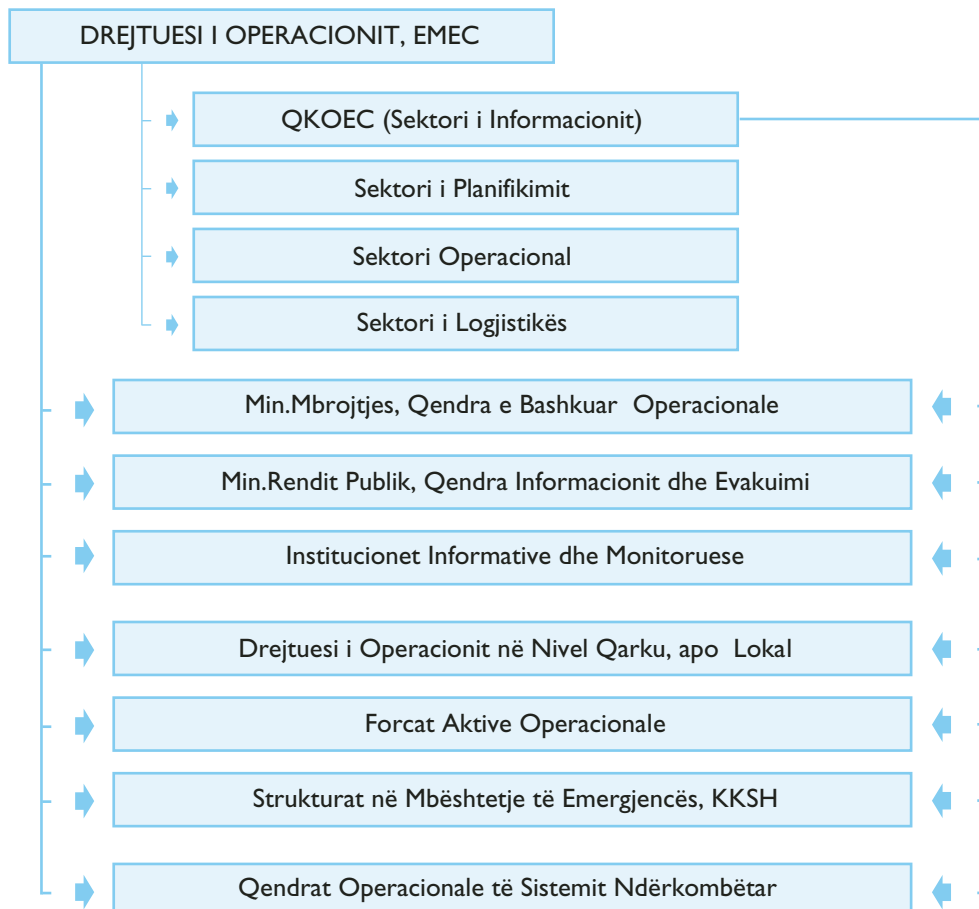 DREJTUESI I OPERACIONIT, EMEC
QKOEC (Sektori i Informacionit)
Sektori i Planifikimit
Sektori Operacional
Sektori i Logjistikës
Min.Mbrojtjes, Qendra e Bashkuar Operacionale
Min.Rendit Publik, Qendra Informacionit dhe Evakuimi
Institucionet Informative dhe Monitoruese
Drejtuesi i Operacionit në Nivel Qarku, apo Lokal
Forcat Aktive Operacionale
Strukturat në Mbështetje të Emergjencës, KKSH
Qendrat Operacionale të Sistemit Ndërkombëtar